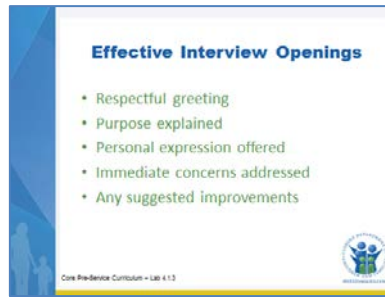 Effective Interview Openings
• Respectful greeting
• Purpose explained
• Personal expression offered
• Immediate concerns addressed
• Any suggested improvements
Core Pre-Service Curriculum – Lab 4.1.3